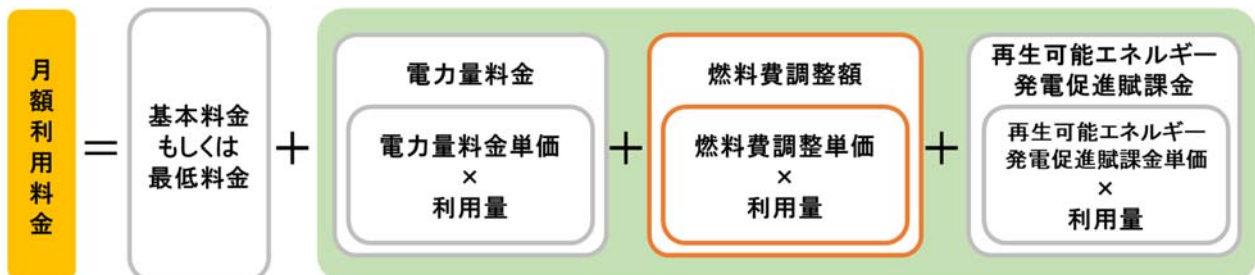 月額利用料金
=
基本料金
もしくは
最低料金
+
電力量料金
電力量料金単価
×
利用量
+
燃料費調整額
燃料費調整単価
×
利用量
+
再生可能エネルギー
発電促進賦課金
再生可能エネルギー
発電促進賦課金単価
×
利用量